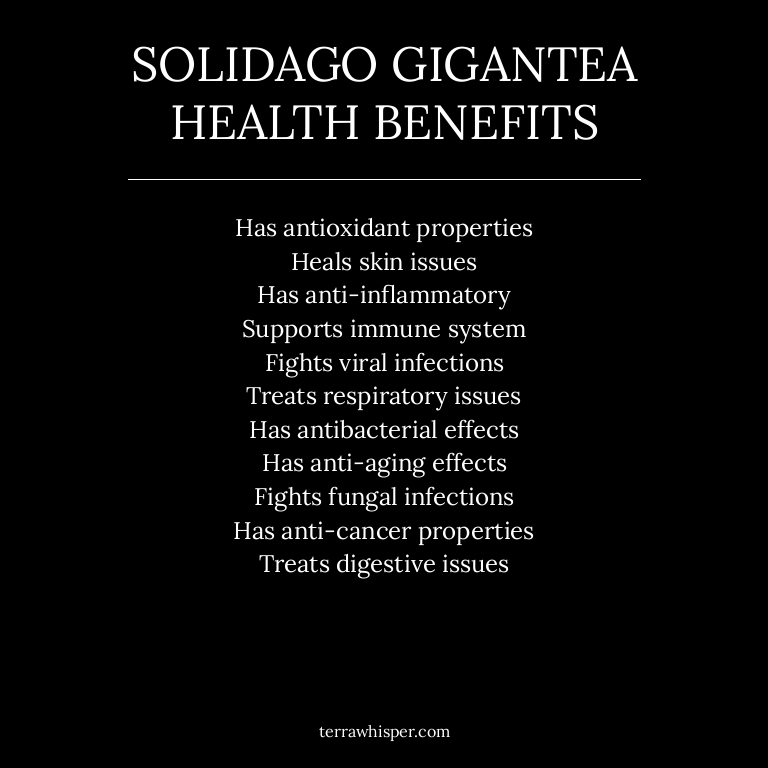 SOLIDAGO GIGANTEA
HEALTH BENEFITS
Has antioxidant properties
Heals skin issues
Has anti-inflammatory
Supports immune system
Fights viral infections
Treats respiratory issues
Has antibacterial effects
Has anti-aging effects
Fights fungal infections
Has anti-cancer properties
Treats digestive issues
terrawhisper.com